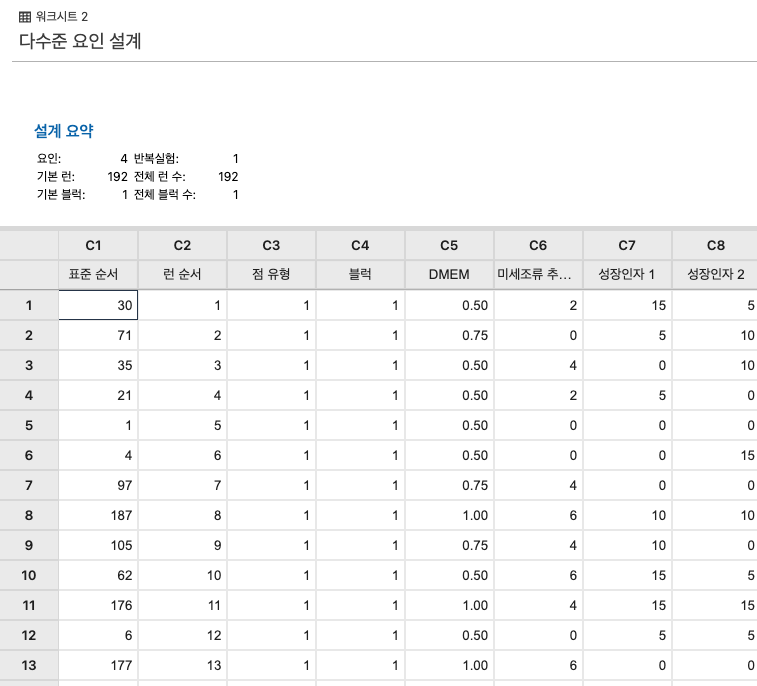 워크시트 2
다수준 요인 설계
설계 요약
요인: 4 반복실험: 1
기본 런: 192 전체 런 수: 192
기본 블럭: 1 전체 블럭 수: 1
C1 C2 C3 C4 C5 C6 C7 C8
표준 순서 런 순서 점 유형 블럭 DMEM 미세조류 추... 성장인자 1 성장인자 2
1 30 1 1 1 0.50 2 15 5
2 71 2 1 1 0.75 0 5 10
3 35 3 1 1 0.50 4 0 10
4 21 4 1 1 0.50 2 5 0
5 1 5 1 1 0.50 0 0 0
6 4 6 1 1 0.50 0 0 15
7 97 7 1 1 0.75 4 0 0
8 187 8 1 1 1.00 6 10 10
9 105 9 1 1 0.75 4 10 0
10 62 10 1 1 0.50 6 15 5
11 176 11 1 1 1.00 4 15 15
12 6 12 1 1 0.50 0 5 5
13 177 13 1 1 1.00 6 0 0